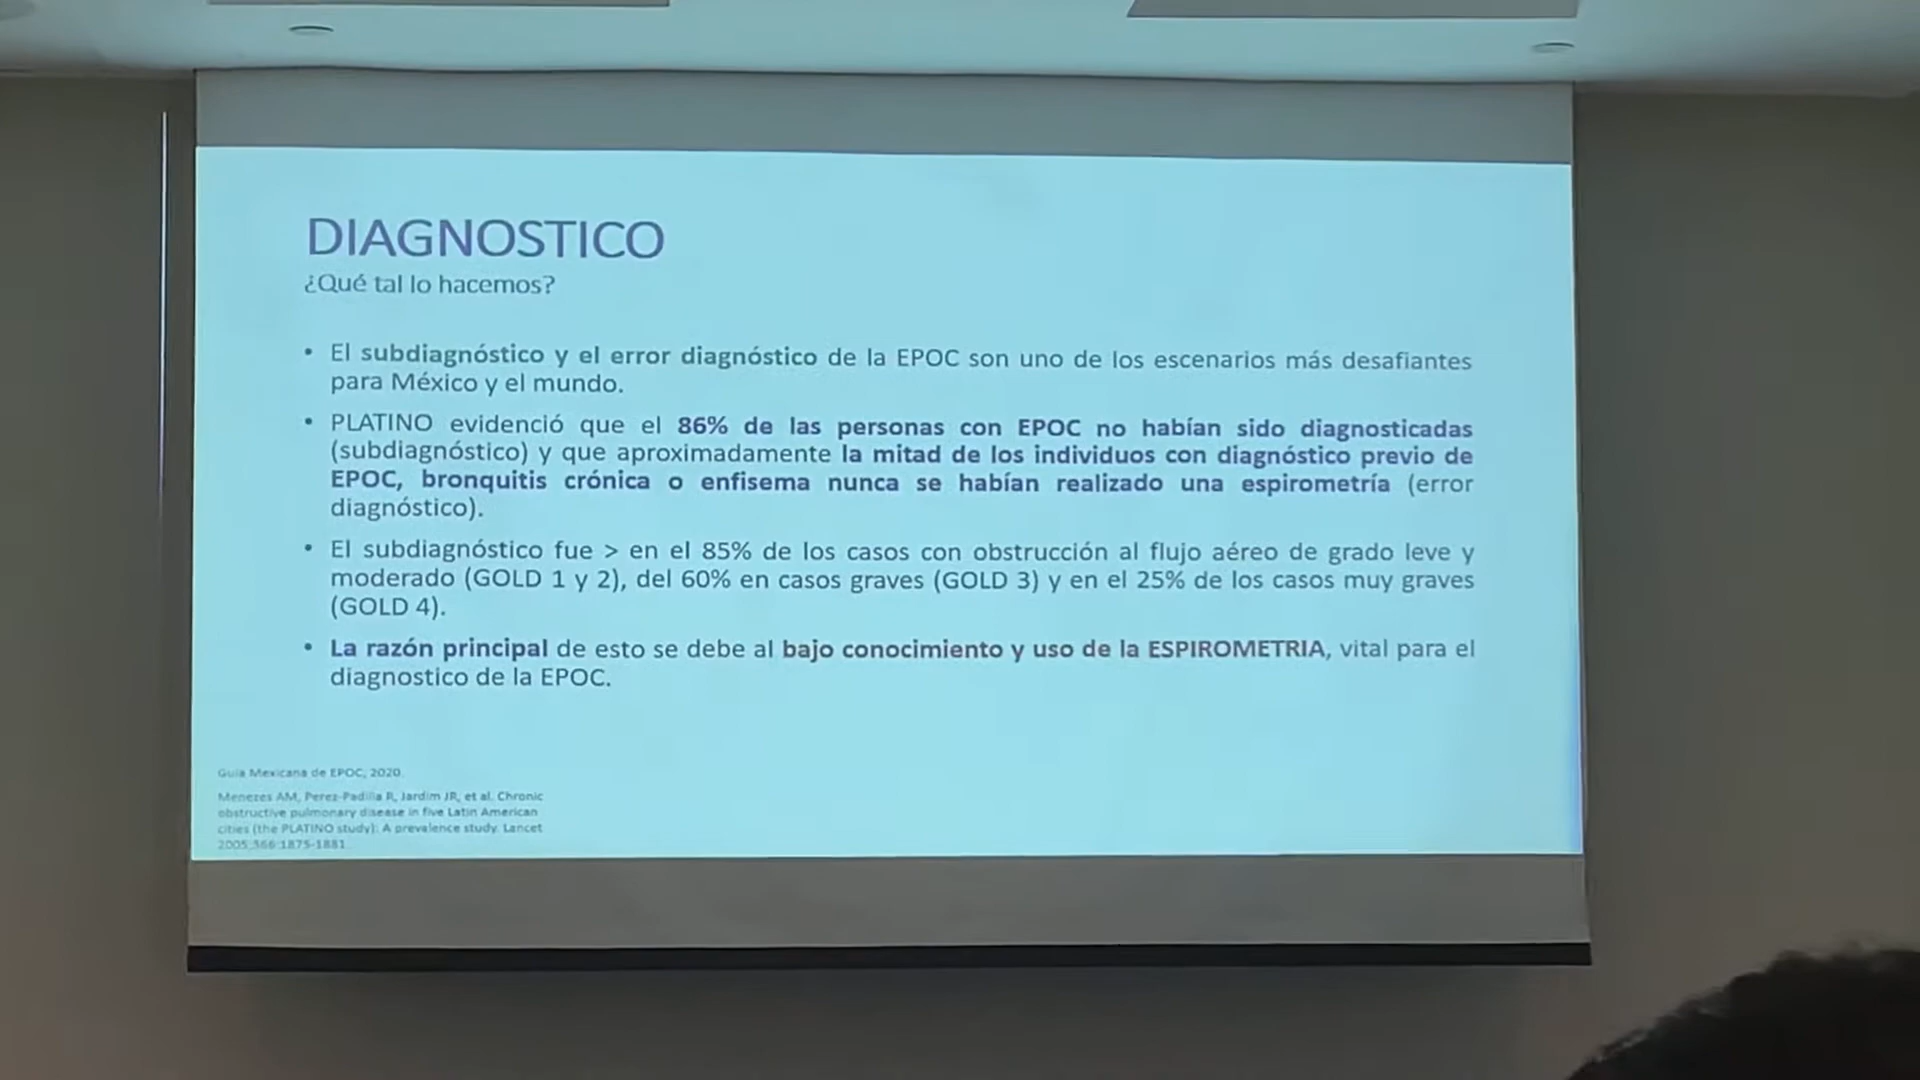 DIAGNOSTICO
¿Qué tal lo hacemos?
• El subdiagnóstico y el error diagnóstico de la EPOC son uno de los escenarios más desafiantes
para México y el mundo.
• PLATINO evidenció que el 86% de las personas con EPOC no habían sido diagnosticadas
(subdiagnóstico) y que aproximadamente la mitad de los individuos con diagnóstico previo de
EPOC, bronquitis crónica o enfisema nunca se habían realizado una espirometría (error
diagnóstico).
• El subdiagnóstico fue > en el 85% de los casos con obstrucción al flujo aéreo de grado leve y
moderado (GOLD 1 y 2), del 60% en casos graves (GOLD 3) y en el 25% de los casos muy graves
(GOLD 4).
• La razón principal de esto se debe al bajo conocimiento y uso de la ESPIROMETRIA, vital para el
diagnostico de la EPOC.
Guia Mexicana de EPOC, 2020.
Menezes AM, Perez-Padilla R, Jardim JR, et al. Chronic
obstructive pulmonary disease in five Latin American
cities (the PLATINO study): A prevalence study. Lancet
2005;366:1875-1881.